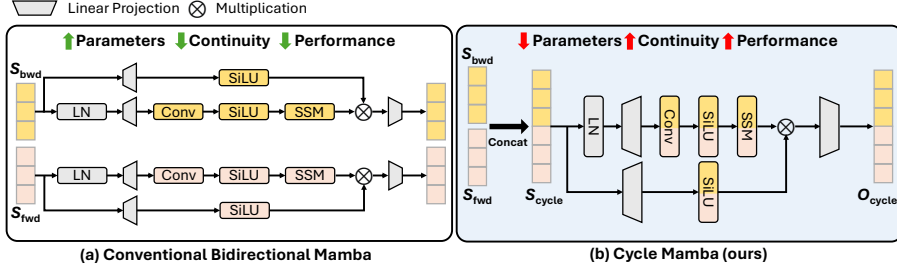 Linear Projection
Multiplication
Parameters Continuity Performance
S_bwd
SiLU
LN Conv SiLU SSM
LN Conv SiLU SSM
S_fwd
SiLU
(a) Conventional Bidirectional Mamba
Parameters Continuity Performance
S_bwd
LN
Conv
SiLU
SSM
Concat
SiLU
S_fwd
S_cycle
O_cycle
(b) Cycle Mamba (ours)